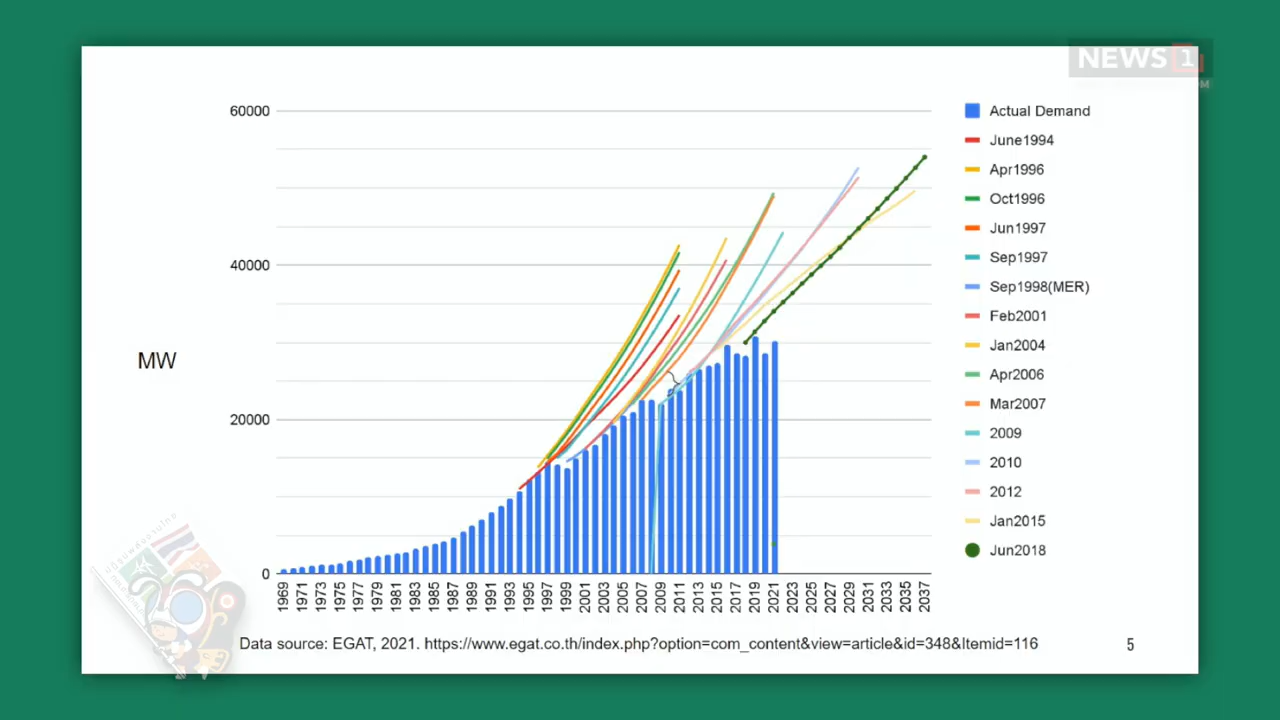 NEWS 1
60000
Actual Demand
June1994
Apr1996
Oct1996
Jun1997
Sep1997
40000
Sep1998(MER)
Feb2001
Jan2004
MW
Apr2006
Mar2007
20000
2009
2010
2012
Jan2015
Jun2018
0
1969 1971 1973 1975 1977 1979 1981 1983 1985 1987 1989 1991 1993 1995 1997 1999 2001 2003 2005 2007 2009 2011 2013 2015 2017 2019 2021 2023 2025 2027 2029 2031 2033 2035 2037
Data source: EGAT, 2021. https://www.egat.co.th/index.php?option=com_content&view=article&id=348&Itemid=116
5